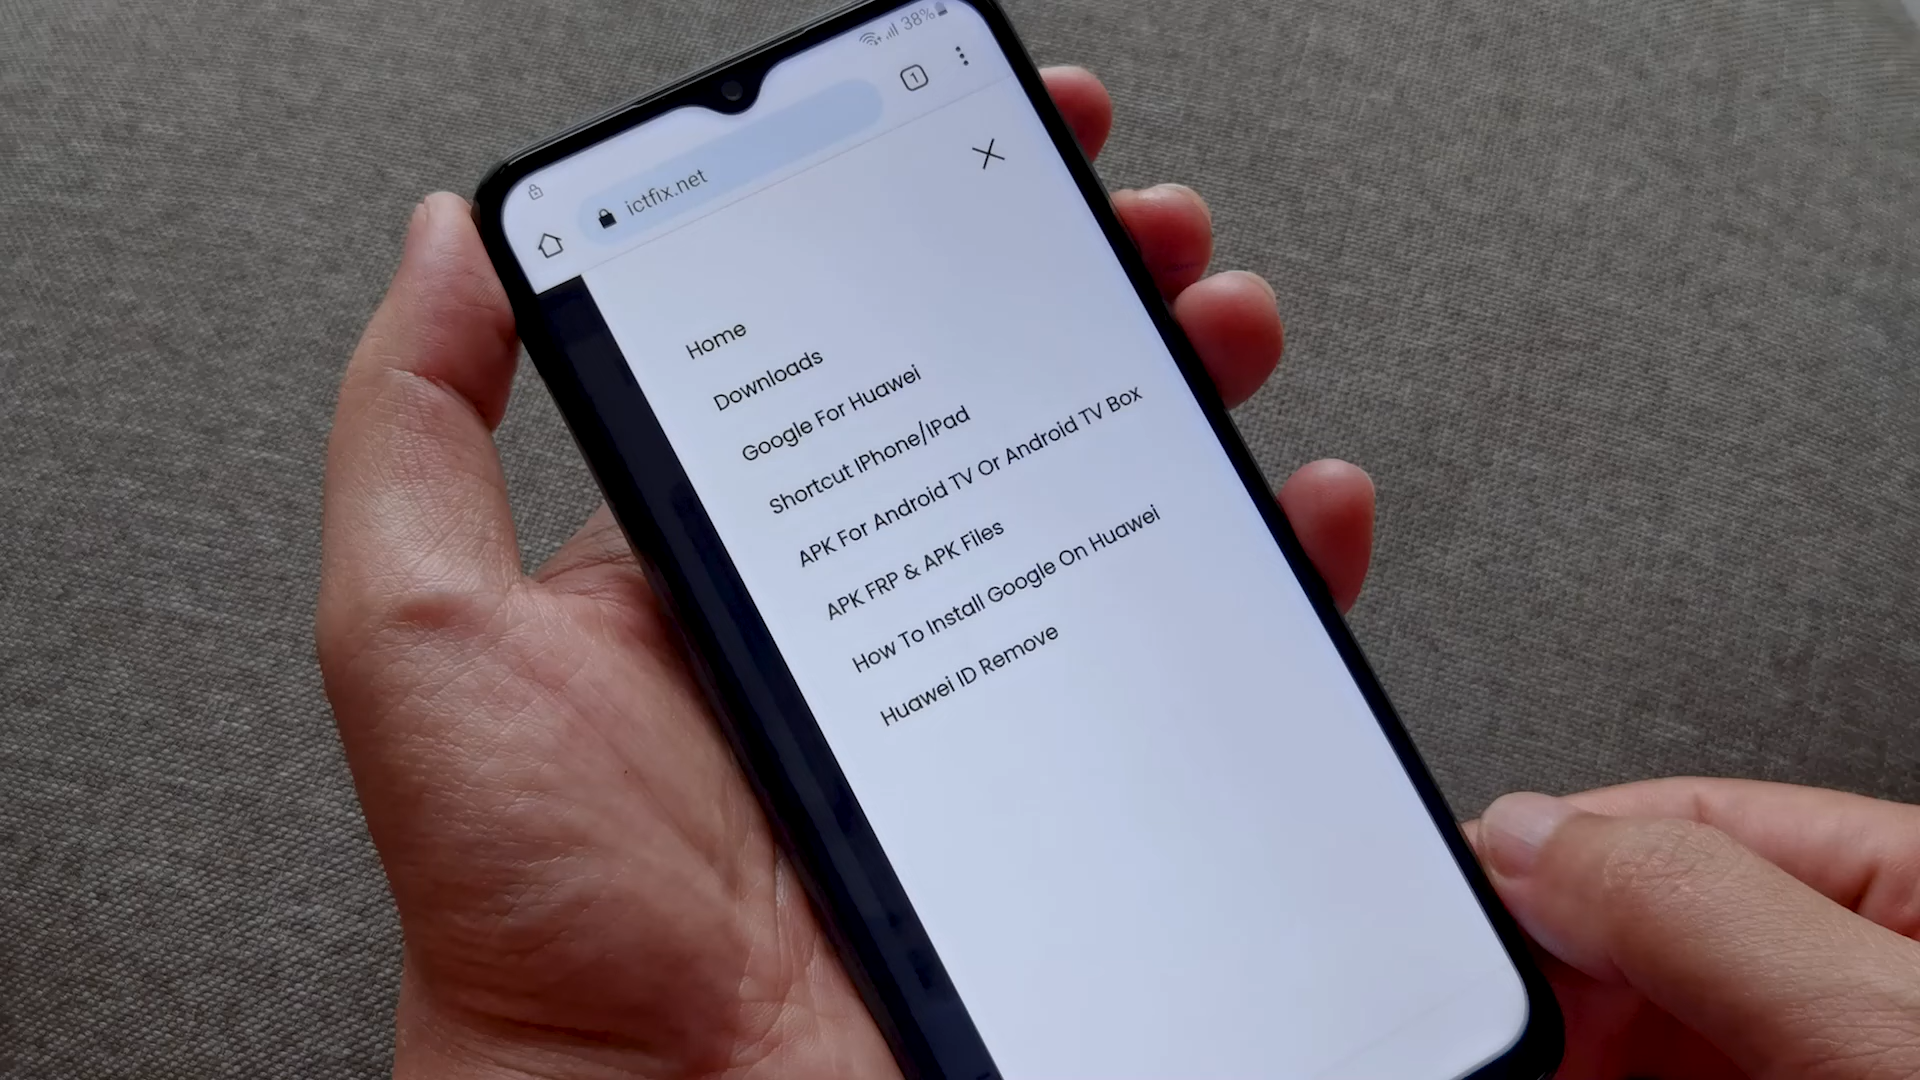 38%
1
ictfix.net
Home
Downloads
Google For Huawei
Shortcut IPhone/IPad
APK For Android TV Or Android TV Box
APK FRP & APK Files
How To Install Google On Huawei
Huawei ID Remove